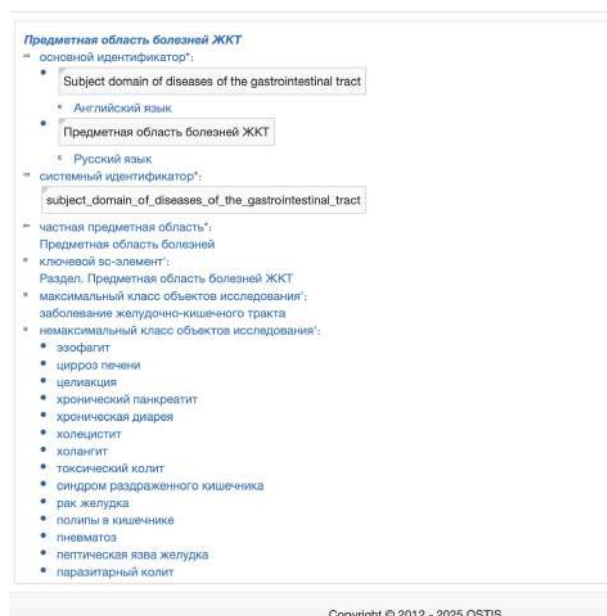 Предметная область болезней ЖКТ
основной идентификатор*:
Subject domain of diseases of the gastrointestinal tract
Английский язык
Предметная область болезней ЖКТ
Русский язык
системный идентификатор*:
subject_domain_of_diseases_of_the_gastrointestinal_tract
частная предметная область*:
Предметная область болезней
ключевой sc-элемент':
Раздел. Предметная область болезней ЖКТ
максимальный класс объектов исследования':
заболевание желудочно-кишечного тракта
немаксимальный класс объектов исследования':
эзофагит
цирроз печени
целиакция
хронический панкреатит
хроническая диарея
холецистит
холангит
токсический колит
синдром раздраженного кишечника
рак желудка
полипы в кишечнике
пневматоз
пептическая язва желудка
паразитарный колит
Copyright © 2012 - 2025 OSTIS